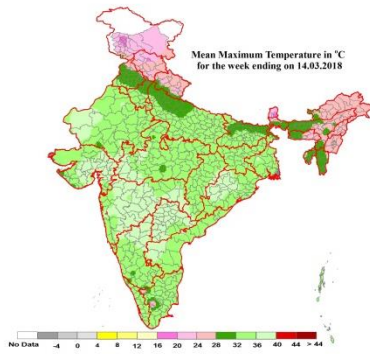 Mean Maximum Temperature in °C
for the week ending on 14.03.2018
No Data -4 0 4 8 12 16 20 24 28 32 36 40 44 > 44